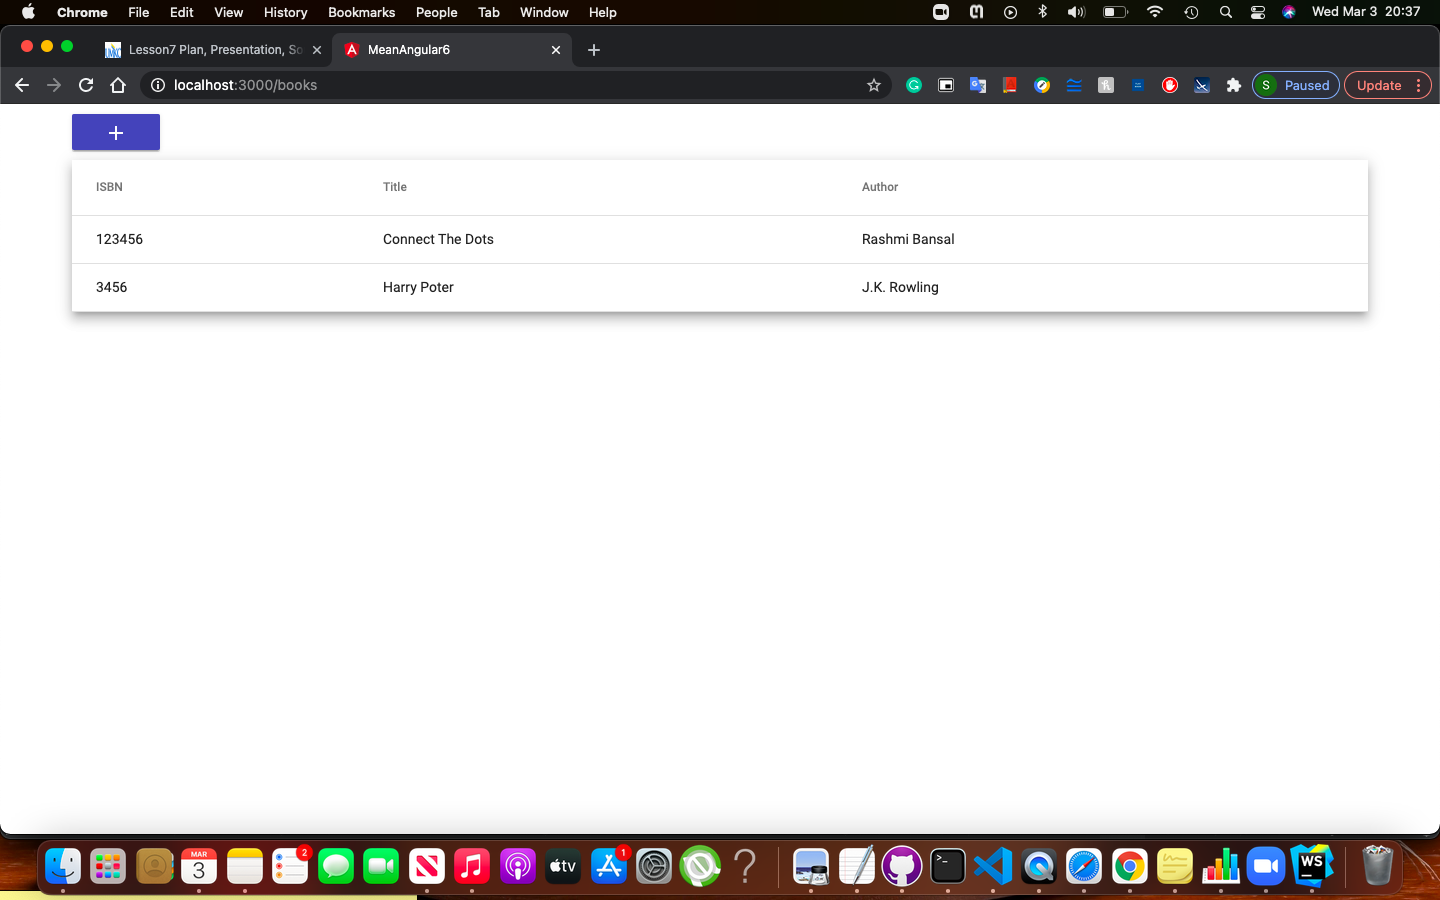 Chrome File Edit View History Bookmarks People Tab Window Help Wed Mar 3 20:37
Lesson7 Plan, Presentation, So MeanAngular6
localhost:3000/books S Paused Update
+
ISBN Title Author
123456 Connect The Dots Rashmi Bansal
3456 Harry Poter J.K. Rowling
MAR 2 tv 1 ? >_ WS
3